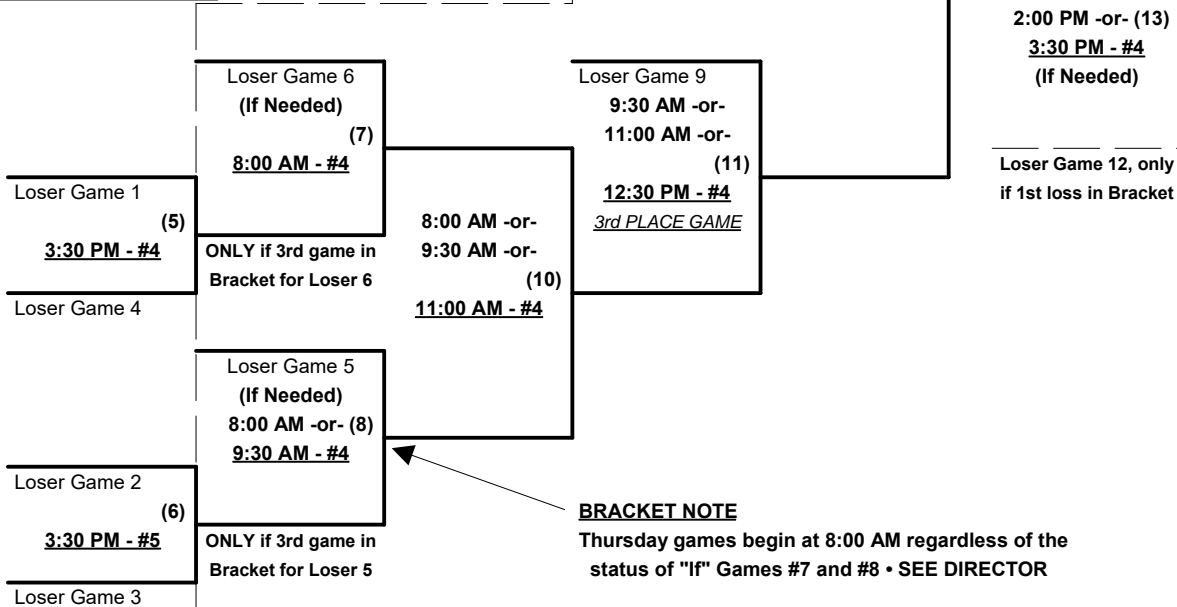 2:00 PM -or- (13)
3:30 PM - #4
(If Needed)
Loser Game 12, only
if 1st loss in Bracket
Loser Game 6
(If Needed)
(7)
8:00 AM - #4
ONLY if 3rd game in
Bracket for Loser 6
Loser Game 9
9:30 AM -or-
11:00 AM -or-
(11)
12:30 PM - #4
3rd PLACE GAME
Loser Game 1
(5)
3:30 PM - #4
Loser Game 4
8:00 AM -or-
9:30 AM -or-
(10)
11:00 AM - #4
Loser Game 5
(If Needed)
8:00 AM -or- (8)
9:30 AM - #4
ONLY if 3rd game in
Bracket for Loser 5
Loser Game 2
(6)
3:30 PM - #5
Loser Game 3
BRACKET NOTE
Thursday games begin at 8:00 AM regardless of the
status of "If" Games #7 and #8 • SEE DIRECTOR